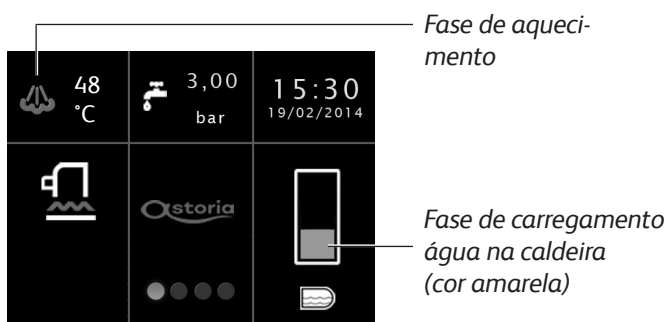 Fase de aqueci-
mento
48
°C
3,00
bar
15:30
19/02/2014
astoria
Fase de carregamento
água na caldeira
(cor amarela)